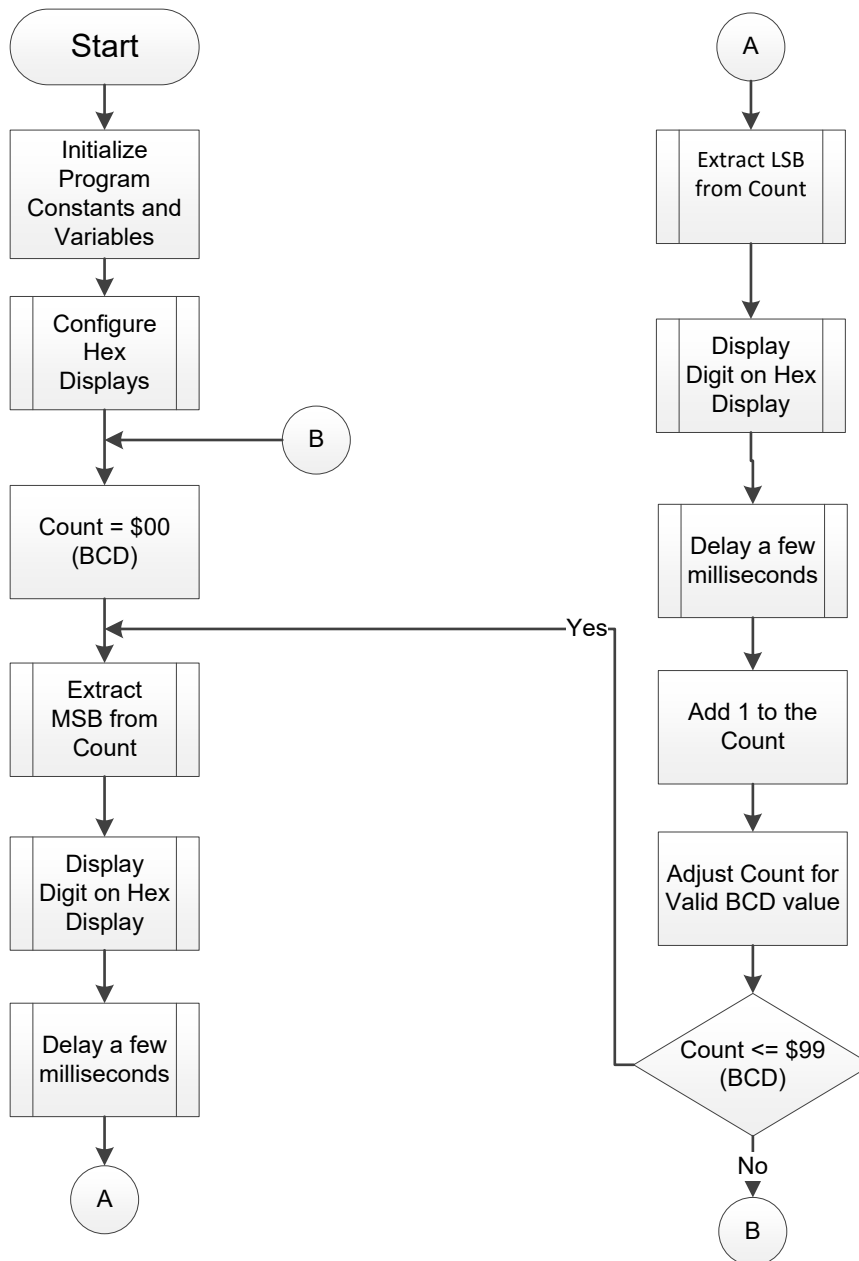 Start
Initialize
Program
Constants and
Variables
Configure
Hex
Displays
B
Count = $00
(BCD)
Extract
MSB from
Count
Display
Digit on Hex
Display
Delay a few
milliseconds
A
A
Extract LSB
from Count
Display
Digit on Hex
Display
Delay a few
milliseconds
Add 1 to the
Count
Adjust Count for
Valid BCD value
Count <= $99
(BCD)
Yes
No
B